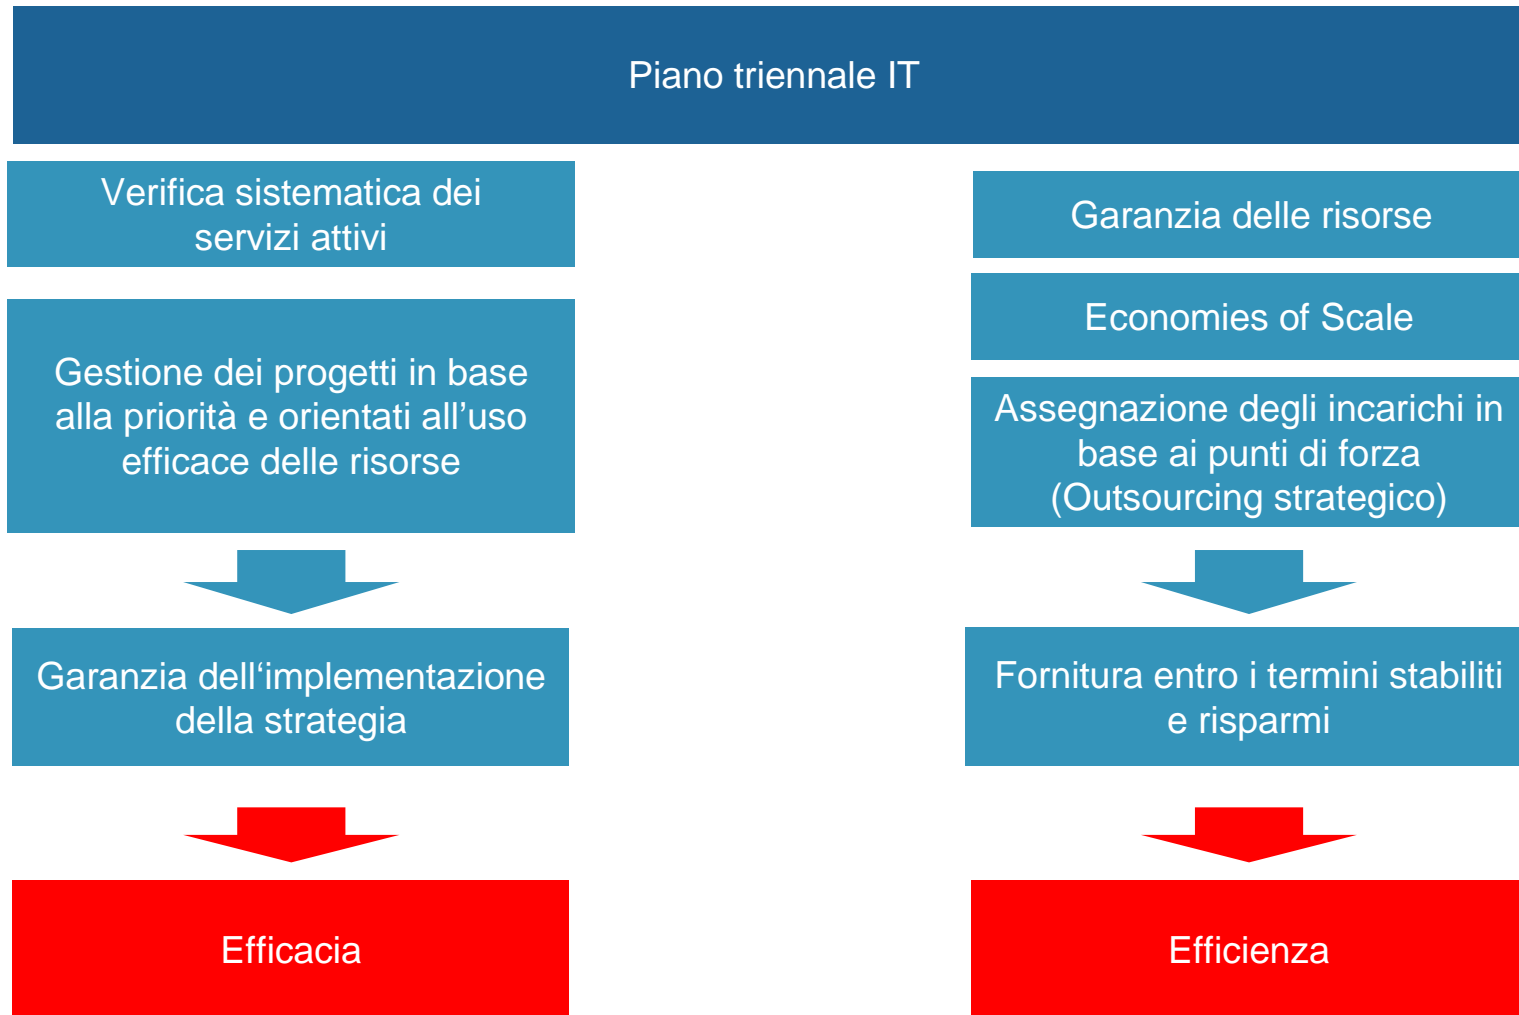 Piano triennale IT
Verifica sistematica dei
servizi attivi
Gestione dei progetti in base
alla priorità e orientati all’uso
efficace delle risorse
Garanzia dell‘implementazione
della strategia
Efficacia
Garanzia delle risorse
Economies of Scale
Assegnazione degli incarichi in
base ai punti di forza
(Outsourcing strategico)
Fornitura entro i termini stabiliti
e risparmi
Efficienza